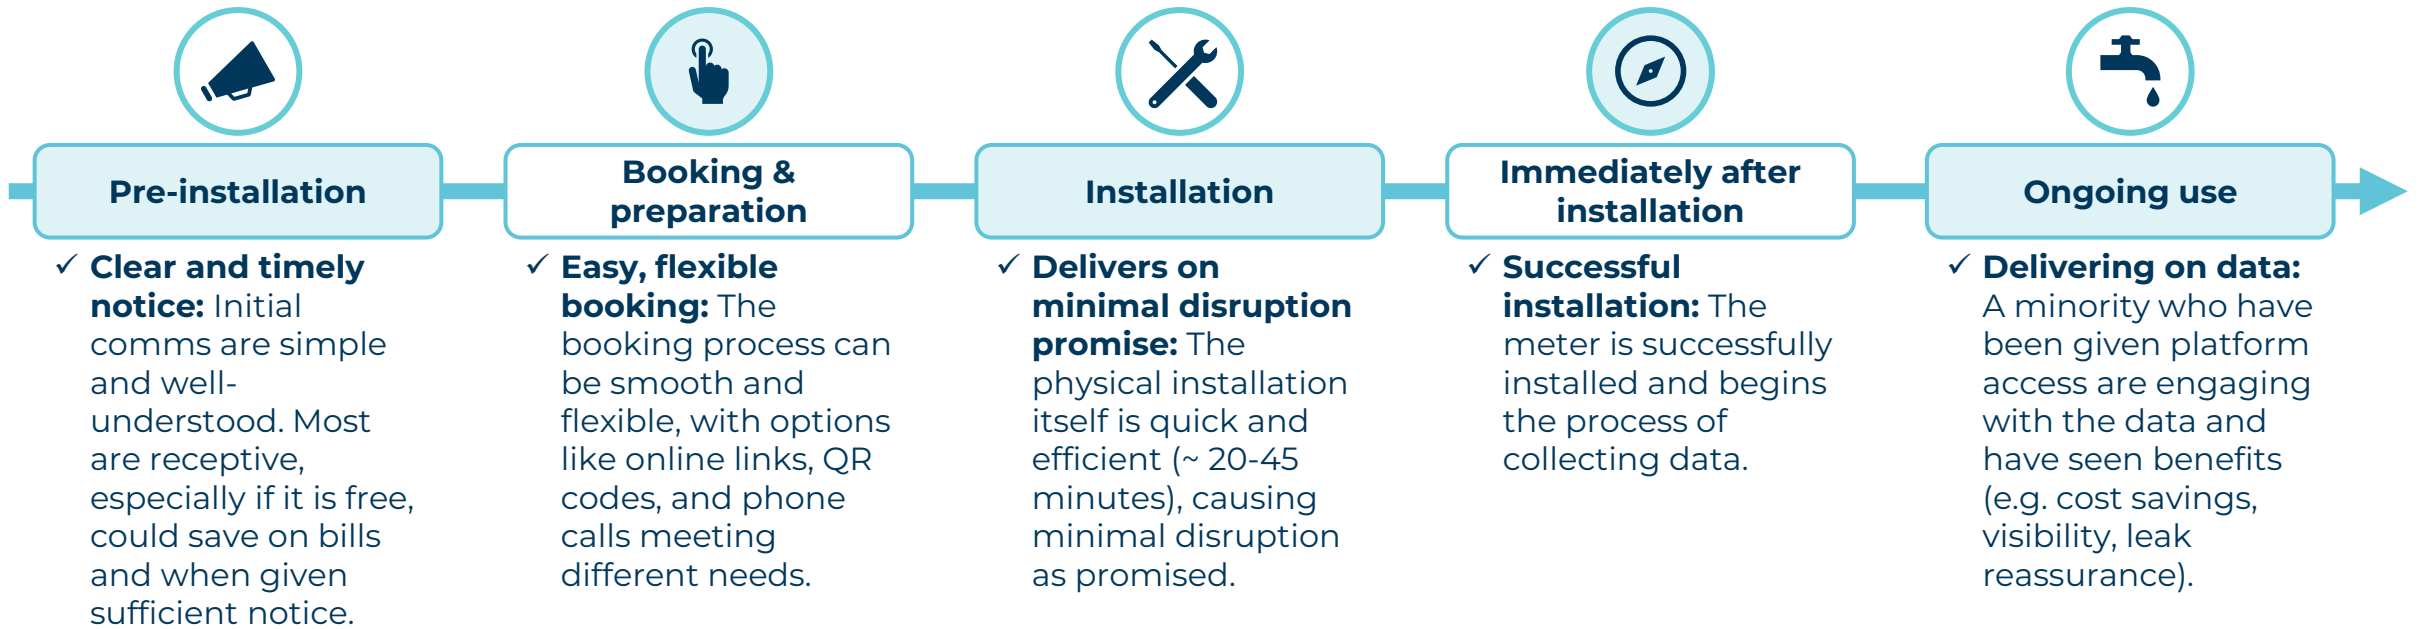 Pre-installation
✓ Clear and timely
notice: Initial
comms are simple
and well-
understood. Most
are receptive,
especially if it is free,
could save on bills
and when given
sufficient notice.
Booking &
preparation
✓ Easy, flexible
booking: The
booking process can
be smooth and
flexible, with options
like online links, QR
codes, and phone
calls meeting
different needs.
Installation
✓ Delivers on
minimal disruption
promise: The
physical installation
itself is quick and
efficient (~ 20-45
minutes), causing
minimal disruption
as promised.
Immediately after
installation
✓ Successful
installation: The
meter is successfully
installed and begins
the process of
collecting data.
Ongoing use
✓ Delivering on data:
A minority who have
been given platform
access are engaging
with the data and
have seen benefits
(e.g. cost savings,
visibility, leak
reassurance).